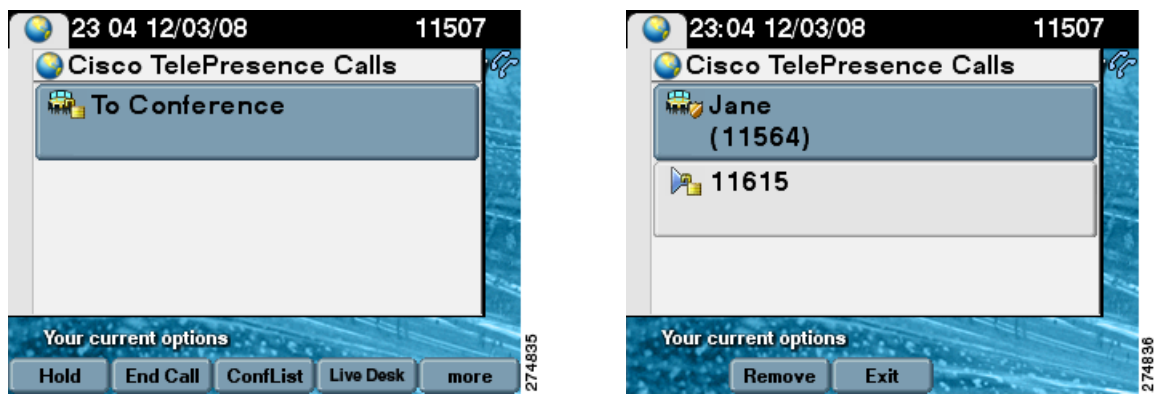 23 04 12/03/08 11507
Cisco TelePresence Calls
To Conference
Your current options
Hold End Call ConfList Live Desk more
274835
23:04 12/03/08 11507
Cisco TelePresence Calls
Jane
(11564)
11615
Your current options
Remove Exit
274836